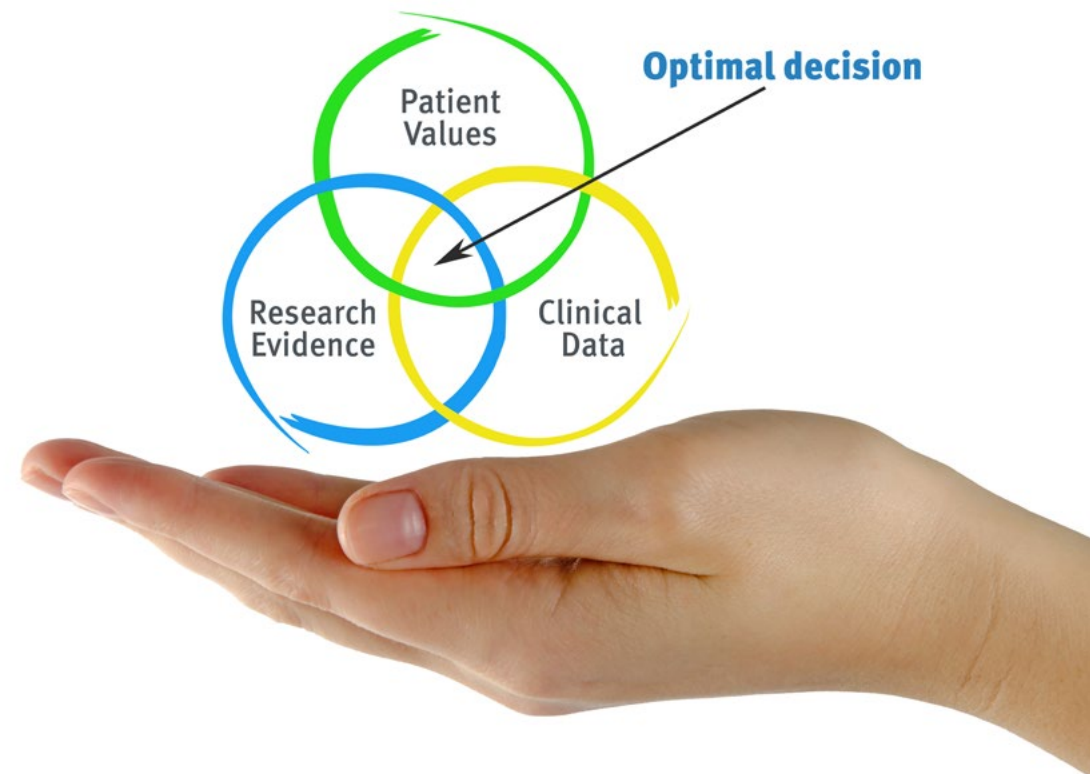 Optimal decision
Patient
Values
Research
Evidence
Clinical
Data